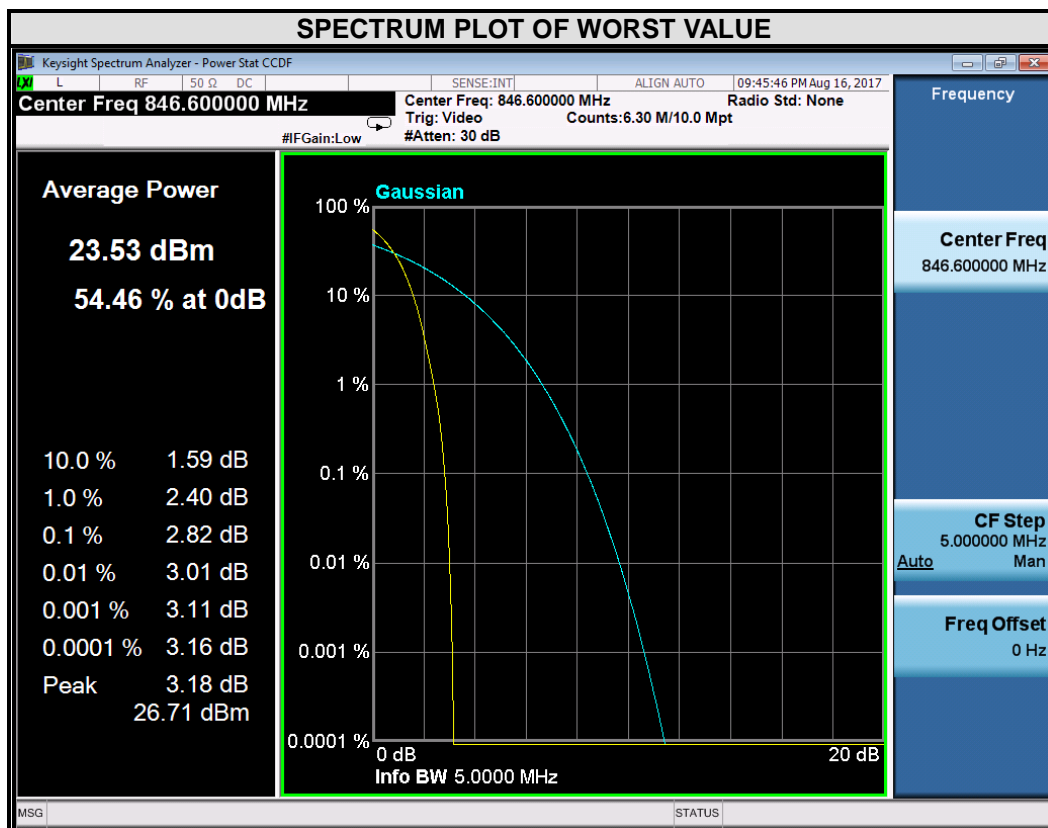 SPECTRUM PLOT OF WORST VALUE
Keysight Spectrum Analyzer - Power Stat CCDF
LXI L RF 50 Ω DC SENSE:INT ALIGN AUTO 09:45:46 PM Aug 16, 2017
Center Freq 846.600000 MHz
Center Freq: 846.600000 MHz Radio Std: None
Trig: Video Counts:6.30 M/10.0 Mpt
#IFGain:Low #Atten: 30 dB
Frequency
Average Power
23.53 dBm
54.46 % at 0dB
10.0 % 1.59 dB
1.0 % 2.40 dB
0.1 % 2.82 dB
0.01 % 3.01 dB
0.001 % 3.11 dB
0.0001 % 3.16 dB
Peak 3.18 dB
26.71 dBm
Gaussian
100 %
10 %
1 %
0.1 %
0.01 %
0.001 %
0.0001 %
0 dB 20 dB
Info BW 5.0000 MHz
Center Freq
846.600000 MHz
CF Step
5.000000 MHz
Auto Man
Freq Offset
0 Hz
MSG STATUS